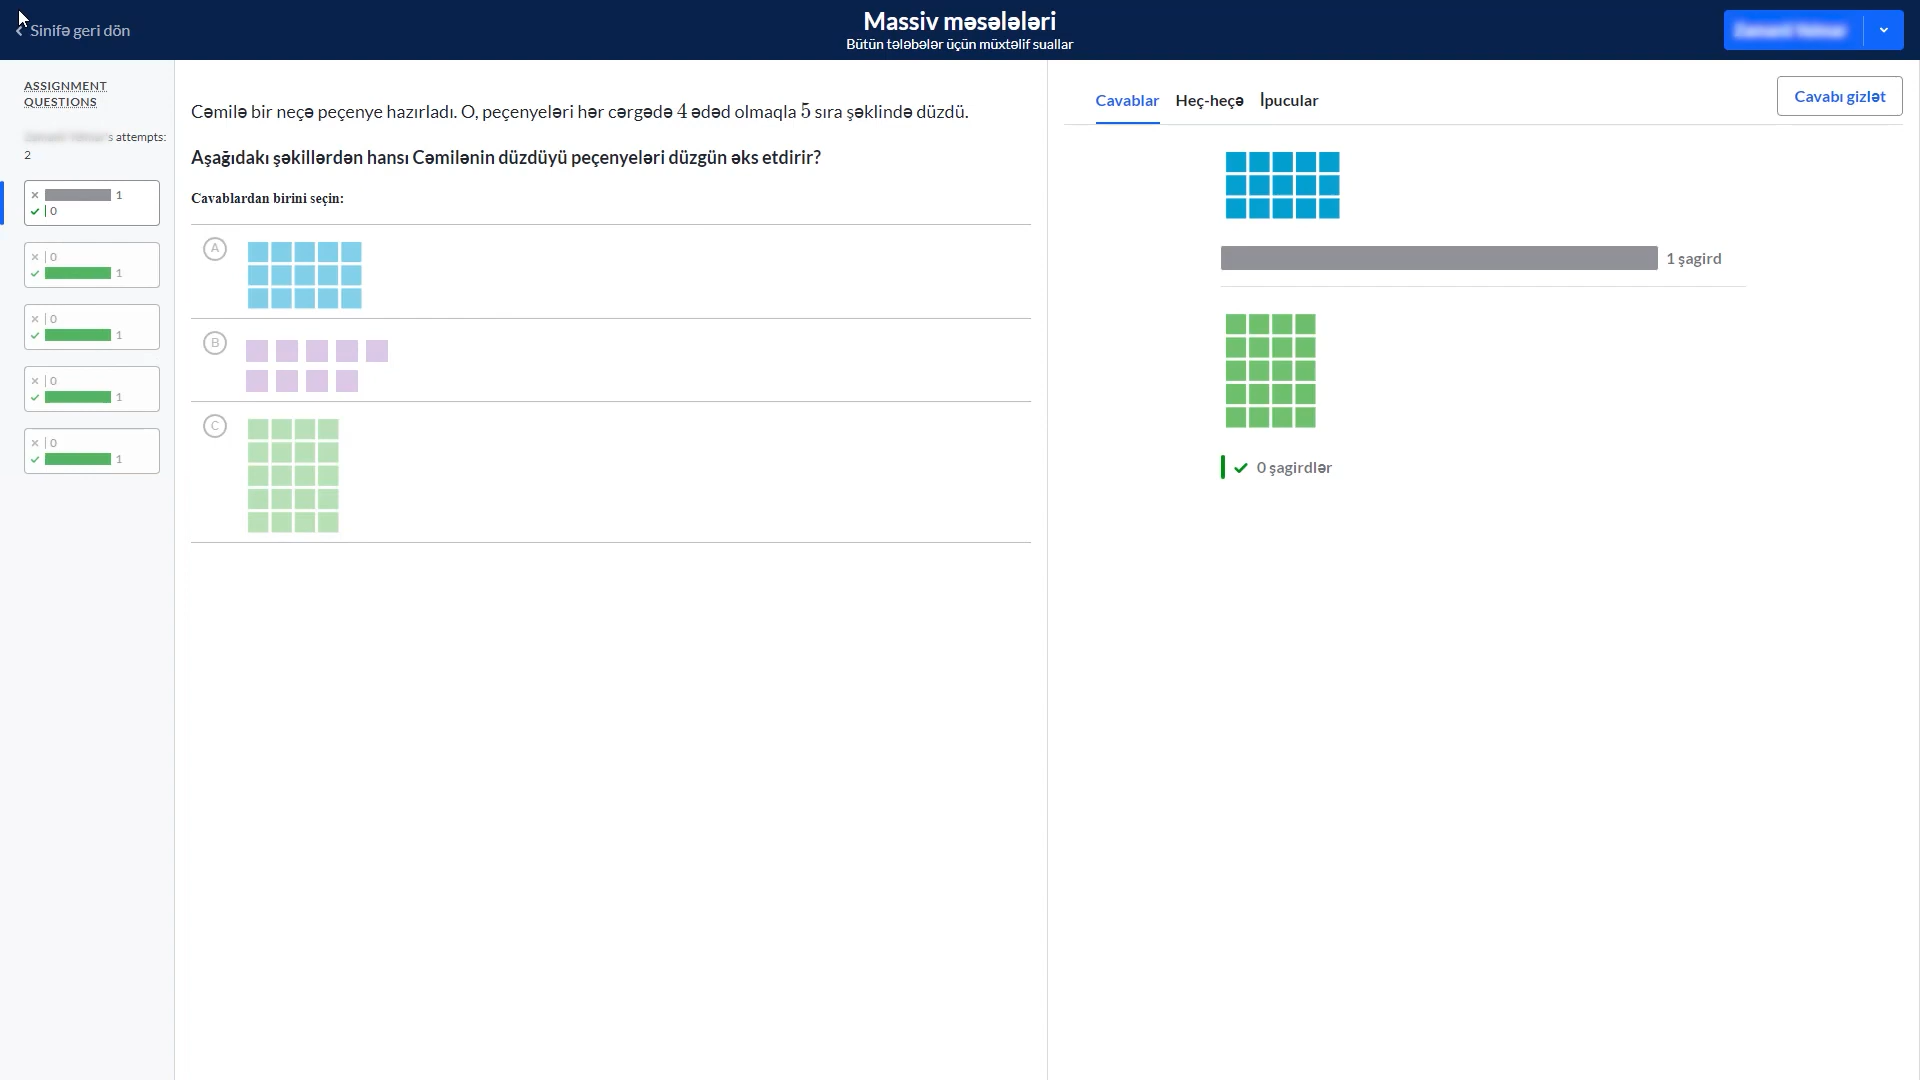 Sinifə geri dön
Massiv məsələləri
Bütün tələbələr üçün müxtəlif suallar
ASSIGNMENT
QUESTIONS
's attempts:
2
1
0
0
1
0
1
0
1
0
1
Cəmilə bir neçə peçenye hazırladı. O, peçenyeləri hər cərgədə 4 ədəd olmaqla 5 sıra şəklində düzdü.
Aşağıdakı şəkillərdən hansı Cəmilənin düzdüyü peçenyeləri düzgün əks etdirir?
Cavablardan birini seçin:
A
B
C
Cavablar Heç-heçə İpucular
Cavabı gizlət
1 şagird
0 şagirdlər